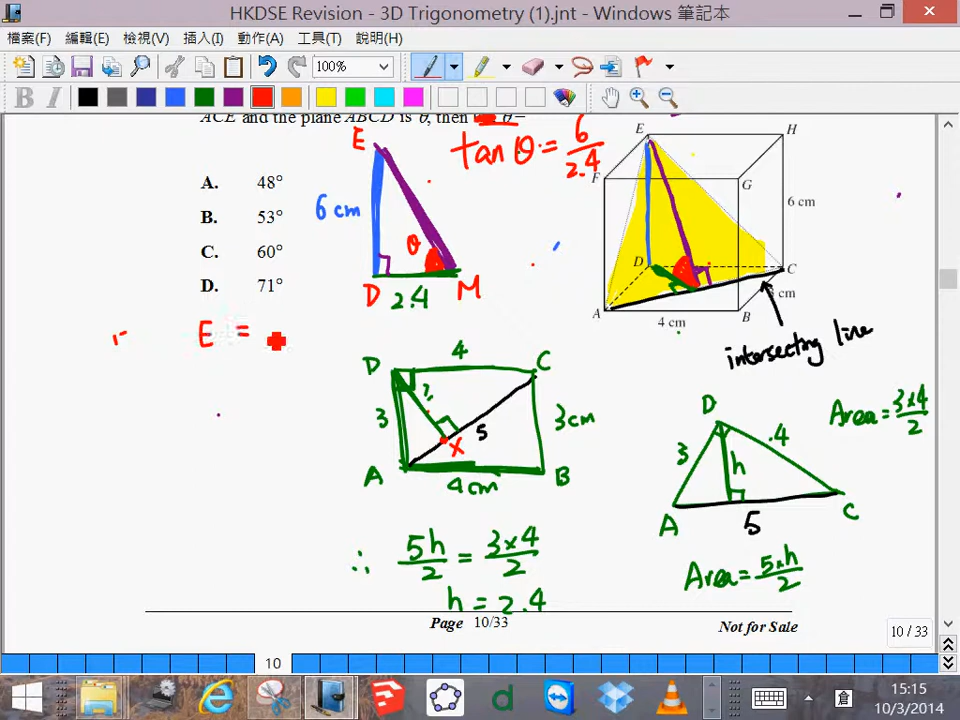 HKDSE Revision - 3D Trigonometry (1).jnt - Windows 筆記本
檔案(F) 編輯(E) 檢視(V) 插入(I) 動作(A) 工具(T) 說明(H)
100%
B I
ACE and the plane ABCD is θ, then
A. 48°
B. 53°
C. 60°
D. 71°
E
6 cm
θ
D 2.4 M
tan θ = 6/2.4
E H
F G
6 cm
D C
3 cm
A B
4 cm
intersecting line
E =
D 4 C
3 ? 5 3cm
X
A 4cm B
∴ 5h/2 = 3×4/2
h = 2.4
Area = 3×4/2
D
3 4
h
A 5 C
Area = 5×h/2
Page 10/33
Not for Sale
10 / 33
10
15:15
10/3/2014